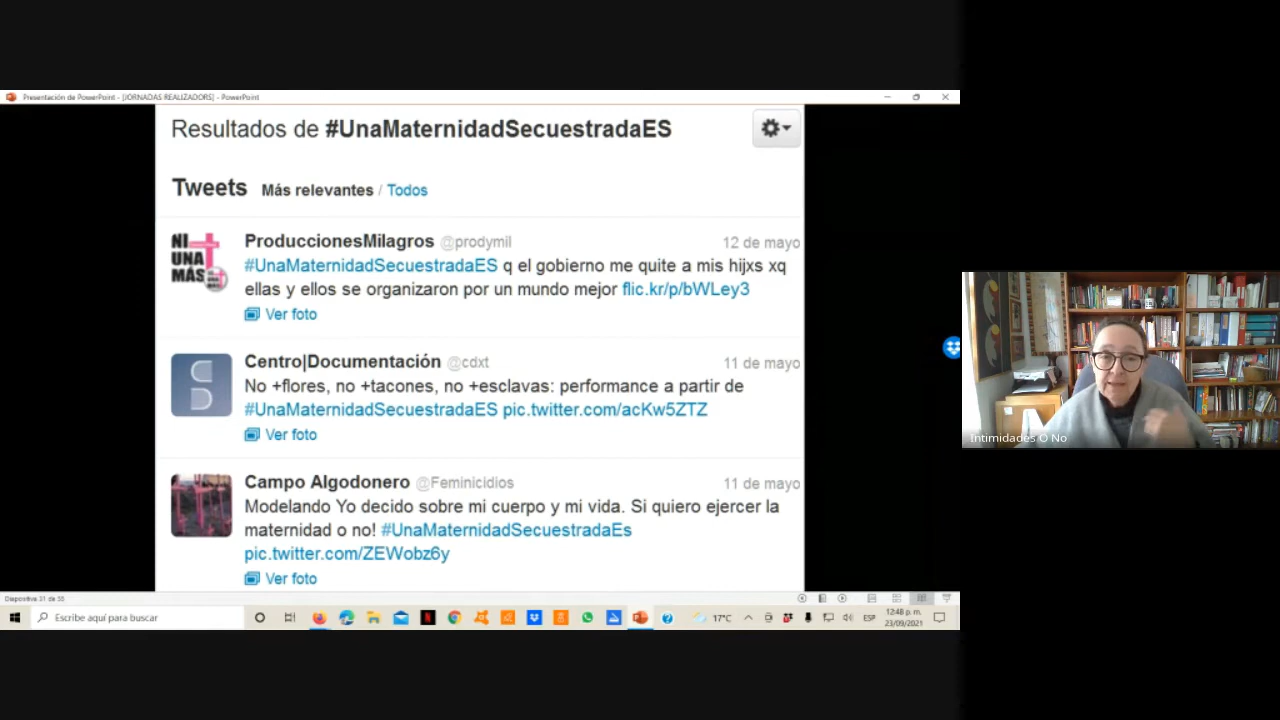 Presentación de PowerPoint - [JORNADAS REALIZADORS] - PowerPoint
Resultados de #UnaMaternidadSecuestradaES
Tweets Más relevantes / Todos
NI
UNA
MÁS
ProduccionesMilagros @prodymil 12 de mayo
#UnaMaternidadSecuestradaES q el gobierno me quite a mis hijxs xq
ellas y ellos se organizaron por un mundo mejor flic.kr/p/bWLey3
Ver foto
Centro|Documentación @cdxt 11 de mayo
No +flores, no +tacones, no +esclavas: performance a partir de
#UnaMaternidadSecuestradaES pic.twitter.com/acKw5ZTZ
Ver foto
Campo Algodonero @Feminicidios 11 de mayo
Modelando Yo decido sobre mi cuerpo y mi vida. Si quiero ejercer la
maternidad o no! #UnaMaternidadSecuestradaEs
pic.twitter.com/ZEWobz6y
Ver foto
Intimidades O No
Diapositiva 31 de 55
Escribe aquí para buscar
17°C
ESP
12:48 p. m.
23/09/2021